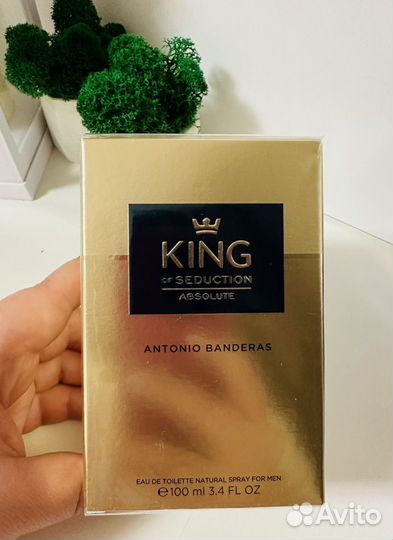 KING
OF SEDUCTION
ABSOLUTE
ANTONIO BANDERAS
EAU DE TOILETTE NATURAL SPRAY FOR MEN
℮100 ml 3.4 FL OZ
Avito